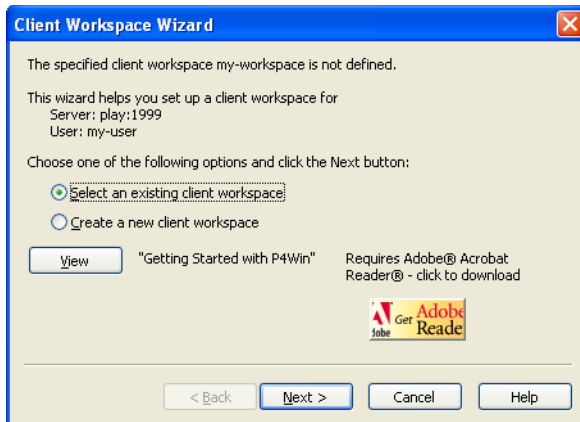 Client Workspace Wizard
The specified client workspace my-workspace is not defined.
This wizard helps you set up a client workspace for
Server: play:1999
User: my-user
Choose one of the following options and click the Next button:
Select an existing client workspace
Create a new client workspace
View "Getting Started with P4Win" Requires Adobe® Acrobat
Reader® - click to download
Get Adobe
Reade
dobe
< Back Next > Cancel Help